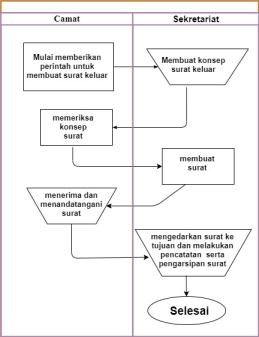 Camat
Sekretariat
Mulai memberikan
perintah untuk
membuat surat keluar
Membuat konsep
surat keluar
memeriksa
konsep
surat
membuat
surat
menerima dan
menandatangani
surat
mengedarkan surat ke
tujuan dan melakukan
pencatatan serta
pengarsipan surat
Selesai